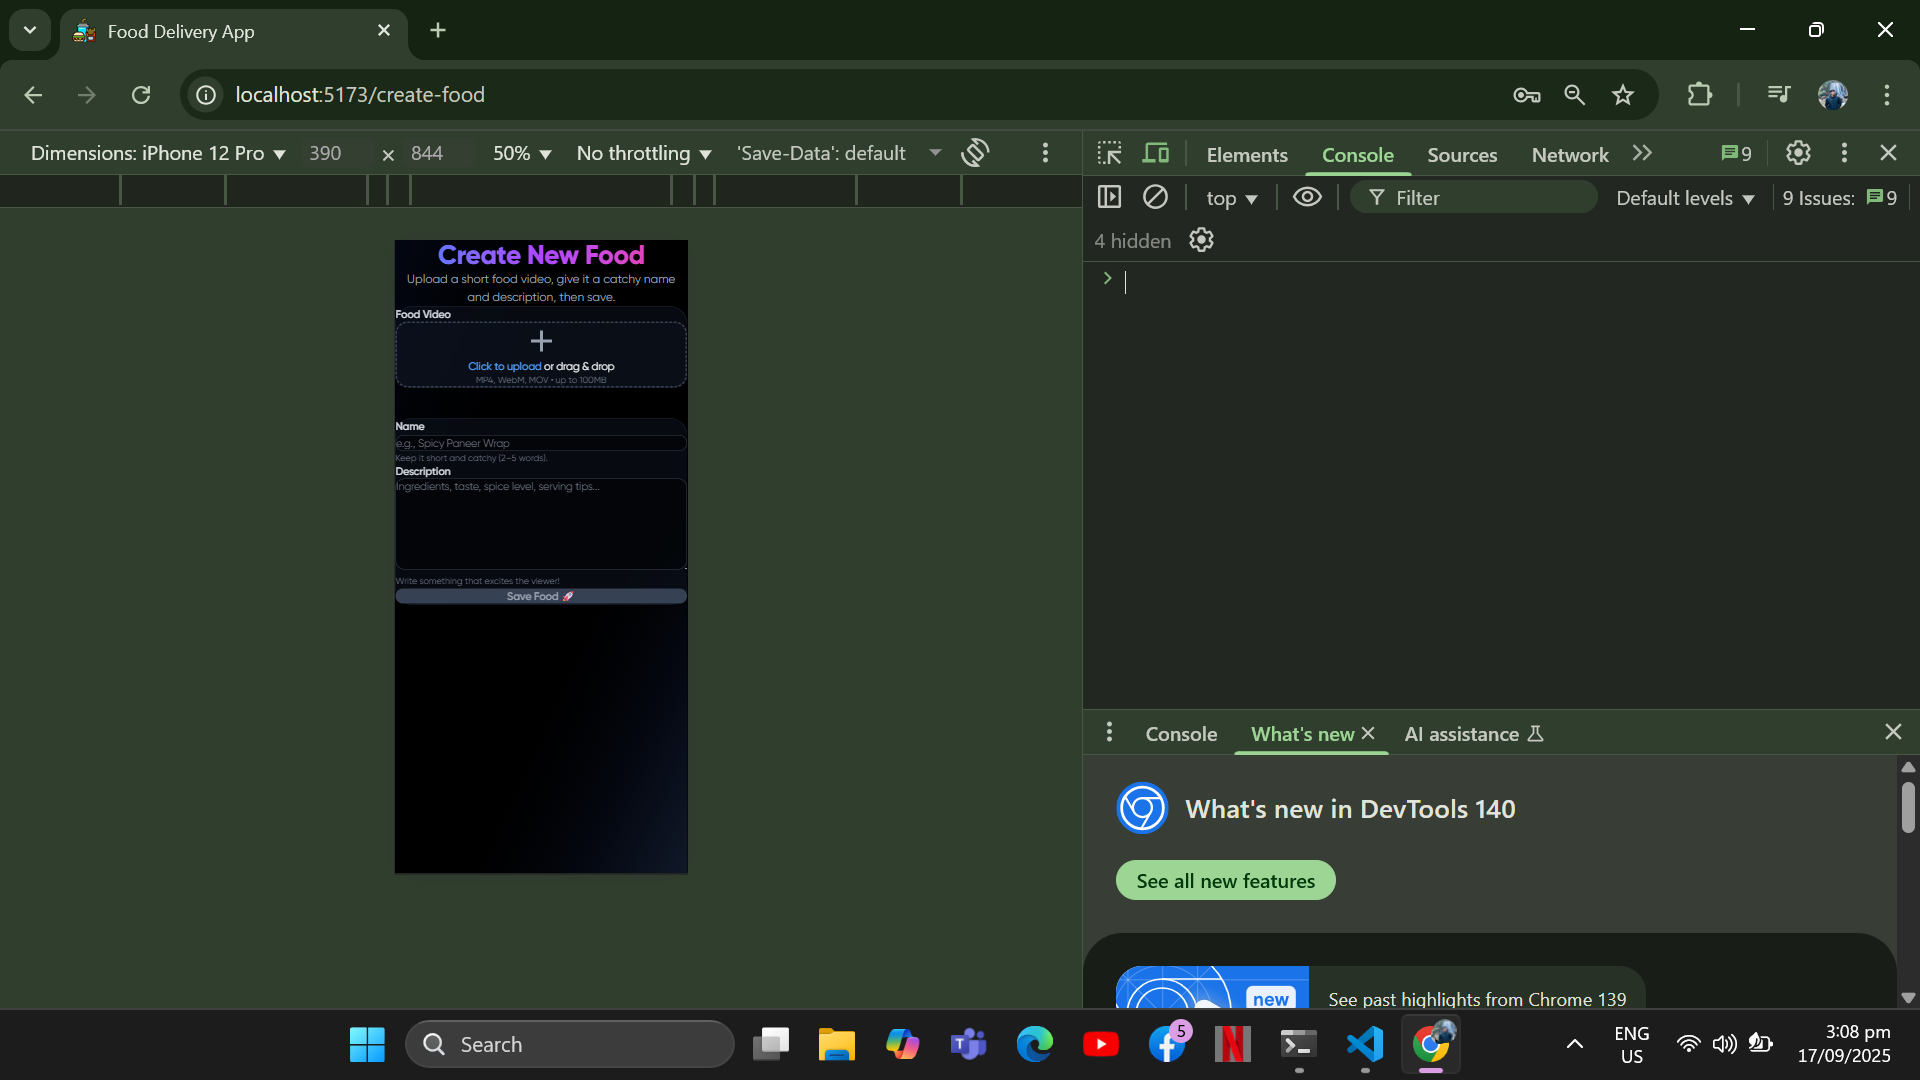 Food Delivery App
localhost:5173/create-food
Dimensions: iPhone 12 Pro 390 × 844 50% No throttling 'Save-Data': default
Elements Console Sources Network 9
top Filter Default levels 9 Issues: 9
4 hidden
Create New Food
Upload a short food video, give it a catchy name
and description, then save.
Food Video
Click to upload or drag & drop
MP4, WebM, MOV • up to 100MB
Name
e.g., Spicy Paneer Wrap
Keep it short and catchy (2–5 words).
Description
Ingredients, taste, spice level, serving tips...
Write something that excites the viewer!
Save Food 🚀
Console What's new AI assistance
What's new in DevTools 140
See all new features
new
See past highlights from Chrome 139
Search
5
ENG
US
3:08 pm
17/09/2025